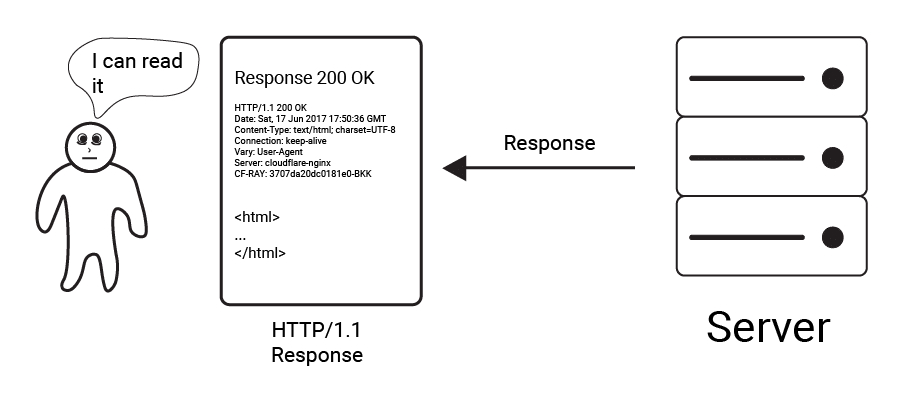 I can read
it
Response 200 OK
HTTP/1.1 200 OK
Date: Sat, 17 Jun 2017 17:50:36 GMT
Content-Type: text/html; charset=UTF-8
Connection: keep-alive
Vary: User-Agent
Server: cloudflare-nginx
CF-RAY: 3707da20dc0181e0-BKK
<html>
...
</html>
HTTP/1.1
Response
Response
Server